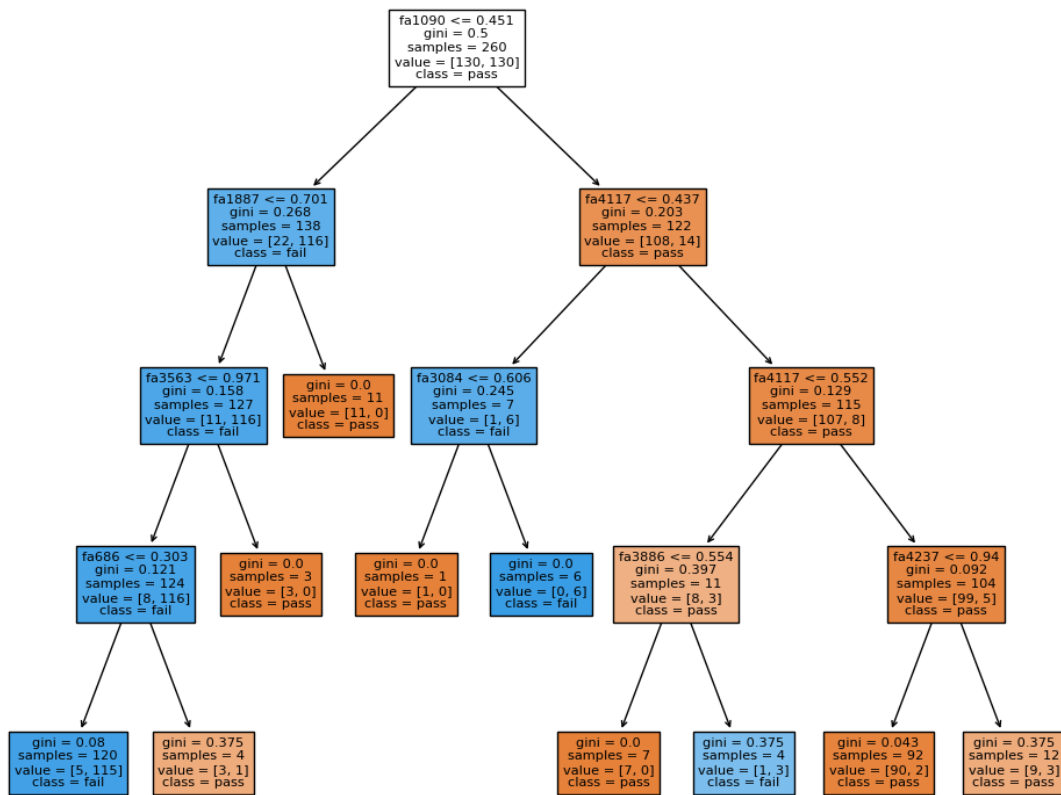 fa1090 <= 0.451
gini = 0.5
samples = 260
value = [130, 130]
class = pass
fa1887 <= 0.701
gini = 0.268
samples = 138
value = [22, 116]
class = fail
fa4117 <= 0.437
gini = 0.203
samples = 122
value = [108, 14]
class = pass
fa3563 <= 0.971
gini = 0.158
samples = 127
value = [11, 116]
class = fail
gini = 0.0
samples = 11
value = [11, 0]
class = pass
fa3084 <= 0.606
gini = 0.245
samples = 7
value = [1, 6]
class = fail
fa4117 <= 0.552
gini = 0.129
samples = 115
value = [107, 8]
class = pass
fa686 <= 0.303
gini = 0.121
samples = 124
value = [8, 116]
class = fail
gini = 0.0
samples = 3
value = [3, 0]
class = pass
gini = 0.0
samples = 1
value = [1, 0]
class = pass
gini = 0.0
samples = 6
value = [0, 6]
class = fail
fa3886 <= 0.554
gini = 0.397
samples = 11
value = [8, 3]
class = pass
fa4237 <= 0.94
gini = 0.092
samples = 104
value = [99, 5]
class = pass
gini = 0.08
samples = 120
value = [5, 115]
class = fail
gini = 0.375
samples = 4
value = [3, 1]
class = pass
gini = 0.0
samples = 7
value = [7, 0]
class = pass
gini = 0.375
samples = 4
value = [1, 3]
class = fail
gini = 0.043
samples = 92
value = [90, 2]
class = pass
gini = 0.375
samples = 12
value = [9, 3]
class = pass